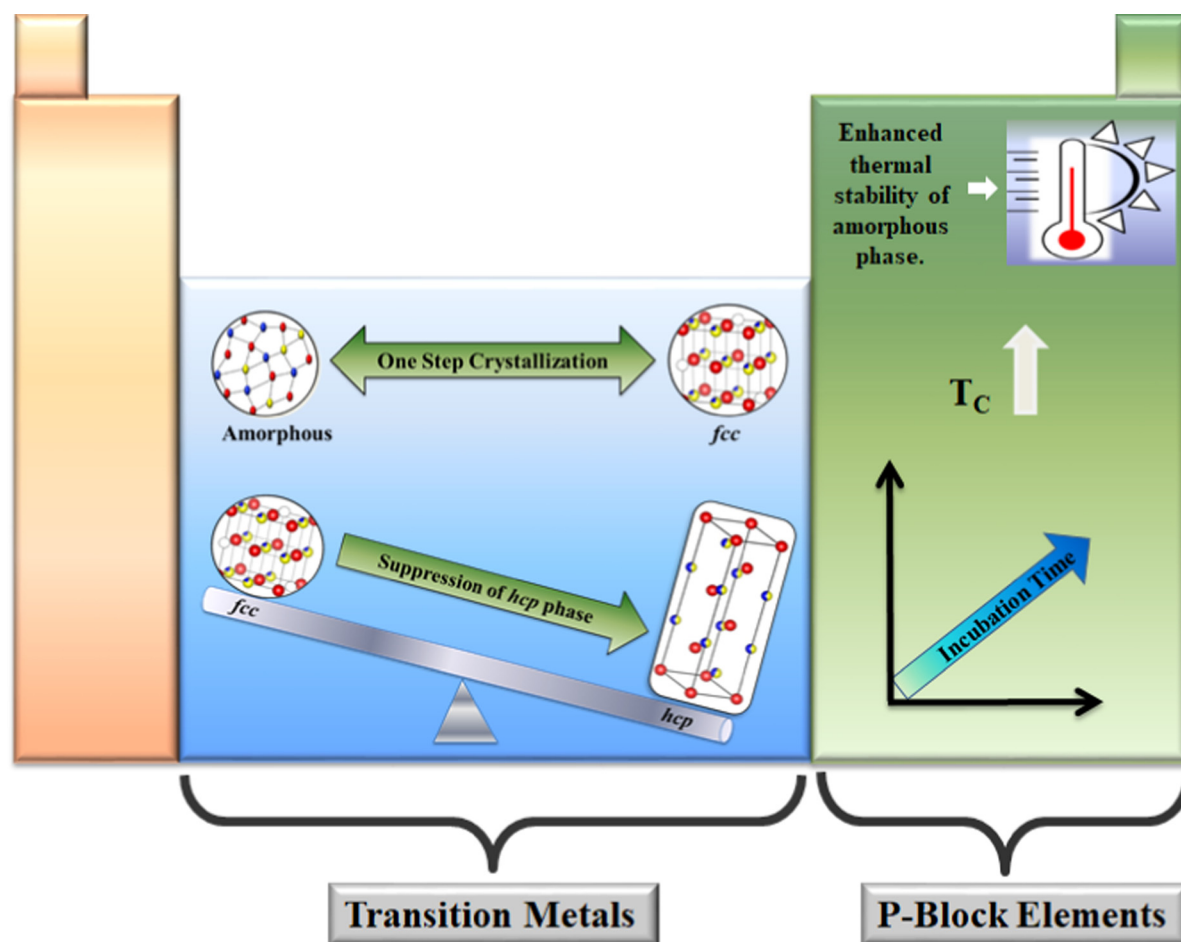 Enhanced
thermal
stability of
amorphous
phase.
One Step Crystallization
Amorphous
fcc
T_C
Suppression of hcp phase
fcc
hcp
Incubation Time
Transition Metals
P-Block Elements